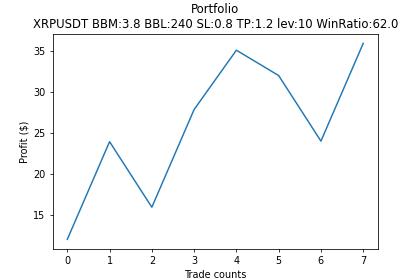 Portfolio
XRPUSDT BBM:3.8 BBL:240 SL:0.8 TP:1.2 lev:10 WinRatio:62.0
35
30
25
20
15
Profit ($)
0 1 2 3 4 5 6 7
Trade counts